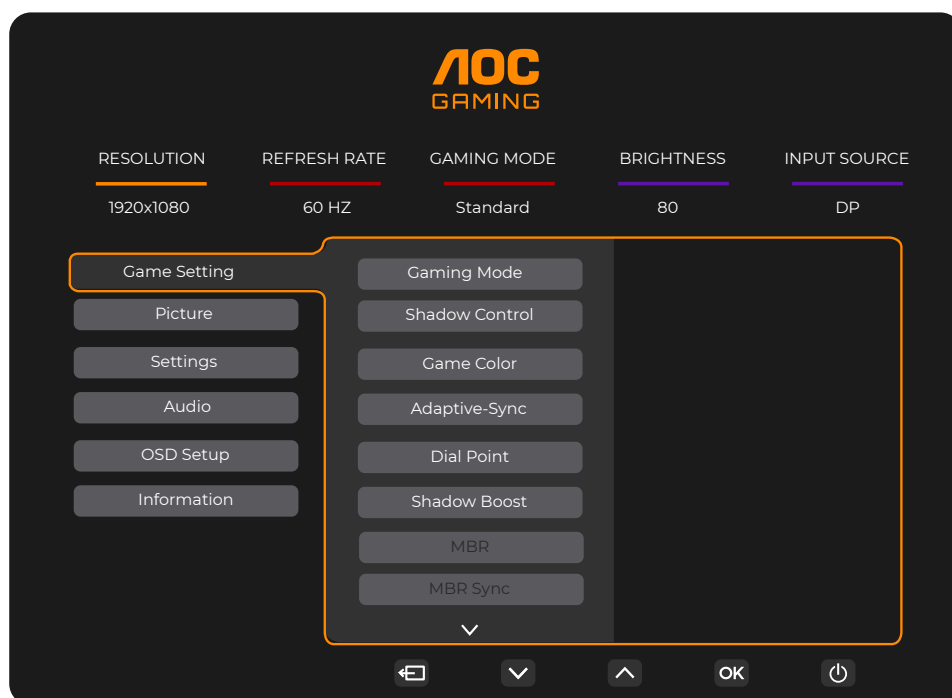 AOC
GAMING
RESOLUTION REFRESH RATE GAMING MODE BRIGHTNESS INPUT SOURCE
1920x1080 60 HZ Standard 80 DP
Game Setting
Picture
Settings
Audio
OSD Setup
Information
Gaming Mode
Shadow Control
Game Color
Adaptive-Sync
Dial Point
Shadow Boost
MBR
MBR Sync
OK